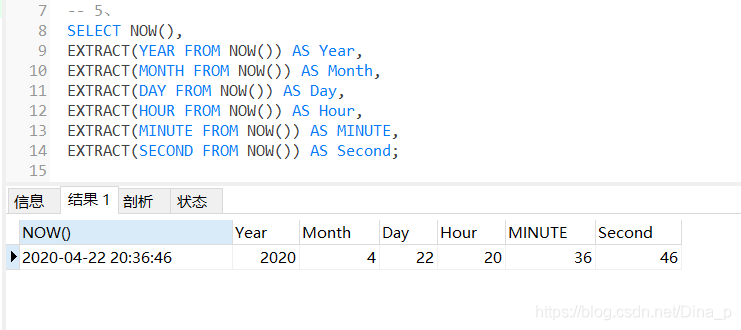 7 -- 5、
8 SELECT NOW(),
9 EXTRACT(YEAR FROM NOW()) AS Year,
10 EXTRACT(MONTH FROM NOW()) AS Month,
11 EXTRACT(DAY FROM NOW()) AS Day,
12 EXTRACT(HOUR FROM NOW()) AS Hour,
13 EXTRACT(MINUTE FROM NOW()) AS MINUTE,
14 EXTRACT(SECOND FROM NOW()) AS Second;
15
信息 结果 1 剖析 状态
NOW() Year Month Day Hour MINUTE Second
2020-04-22 20:36:46 2020 4 22 20 36 46
https://blog.csdn.net/Dina_p